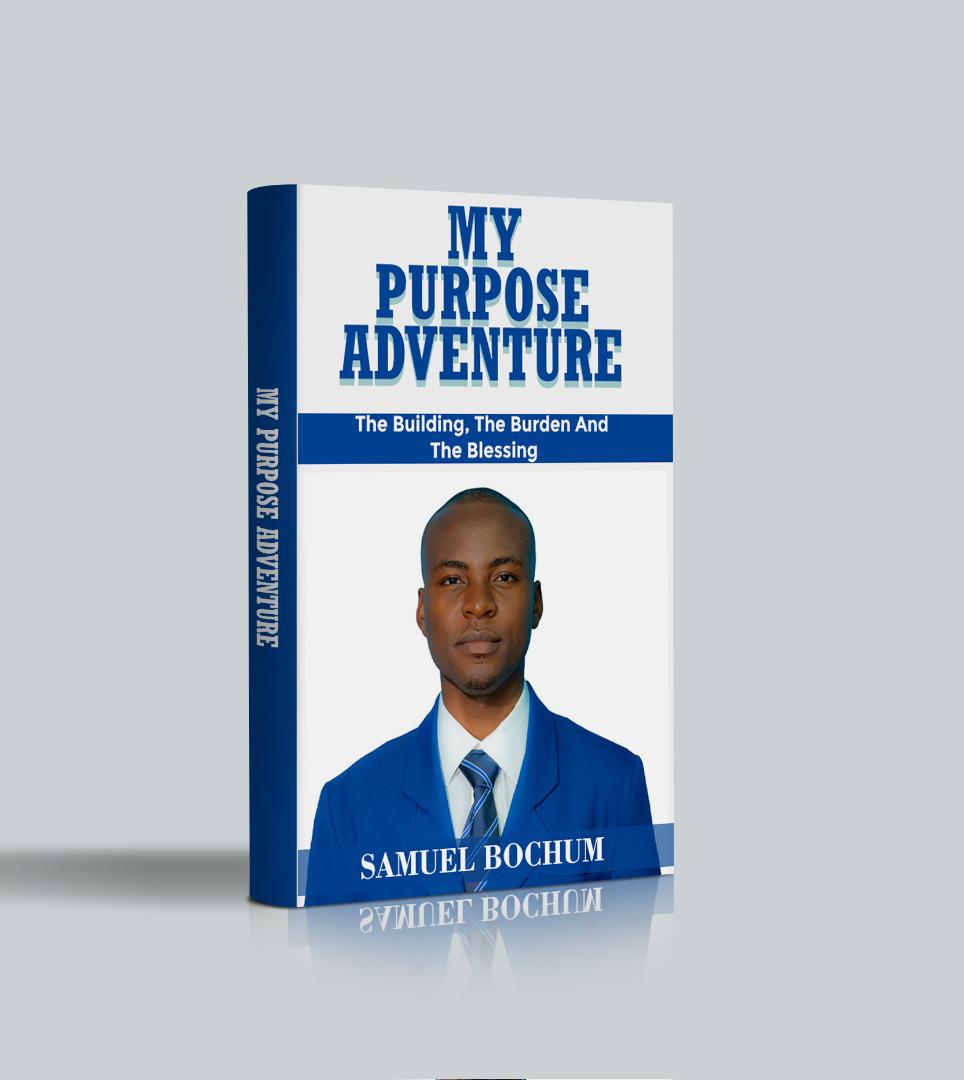 MY
PURPOSE
ADVENTURE
The Building, The Burden And
The Blessing
SAMUEL BOCHUM
MY PURPOSE ADVENTURE
SAMUEL BOCHUM